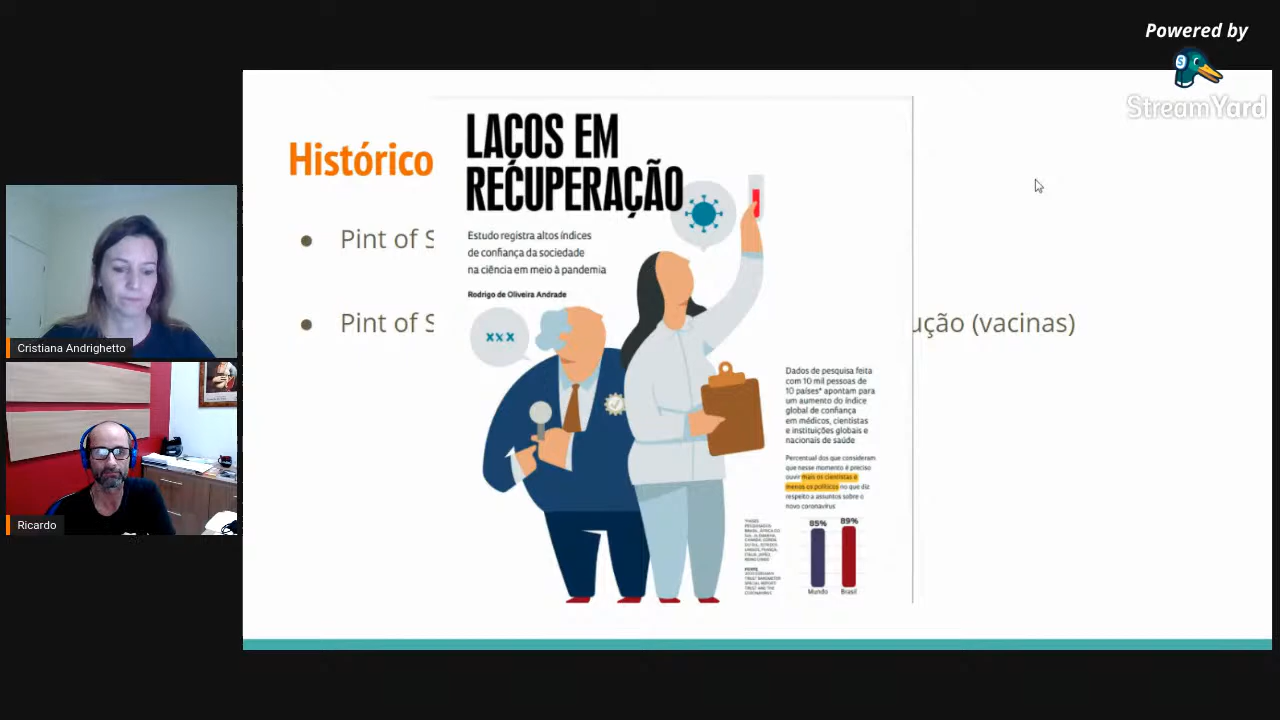 Powered by
StreamYard
Histórico
Pint of S
Pint of S
ução (vacinas)
LAÇOS EM
RECUPERAÇÃO
Estudo registra altos índices
de confiança da sociedade
na ciência em meio à pandemia
Rodrigo de Oliveira Andrade
xxx
Dados de pesquisa feita
com 10 mil pessoas de
10 países* apontam para
um aumento do índice
global de confiança
em médicos, cientistas
e instituições globais e
nacionais de saúde
Percentual dos que consideram
que nesse momento é preciso
ouvir mais os cientistas e
menos os políticos no que diz
respeito a assuntos sobre o
novo coronavírus
85% 89%
Mundo Brasil
Cristiana Andrighetto
Ricardo